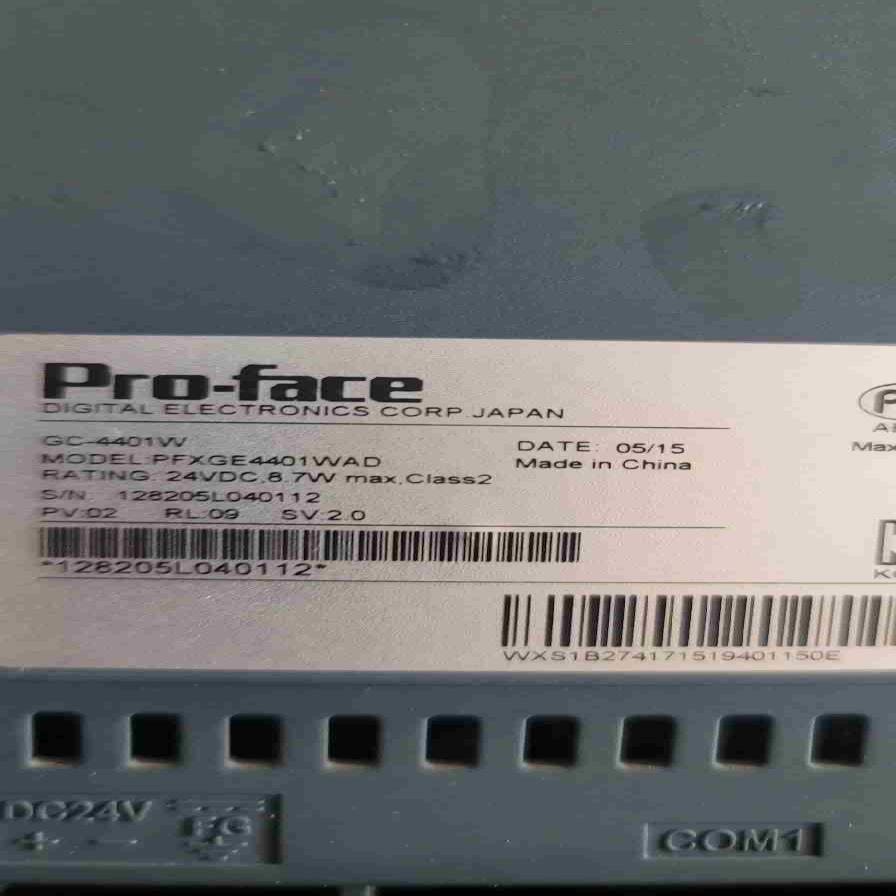 Pro-face
DIGITAL ELECTRONICS CORP.JAPAN
GC-4401W
MODEL:PFXGE4401WAD
RATING: 24VDC,8.7W max,Class2
S/N: 128205L040112
PV:02 RL:09 SV:2.0
DATE: 05/15
Made in China
*128205L040112*
Max
WXS1B274171519401150E
DC24V
+ -
FG
COM1